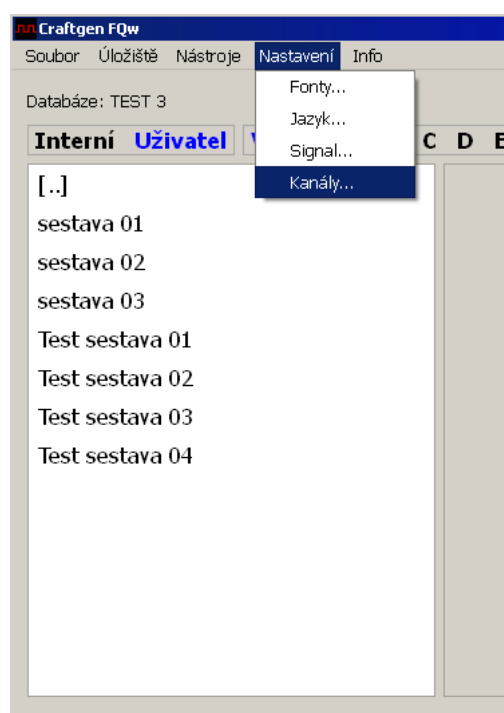 Craftgen FQw
Soubor Úložiště Nástroje Nastavení Info
Fonty...
Jazyk...
Signal...
Kanály...
Databáze: TEST 3
Interní Uživatel C D
[..]
sestava 01
sestava 02
sestava 03
Test sestava 01
Test sestava 02
Test sestava 03
Test sestava 04